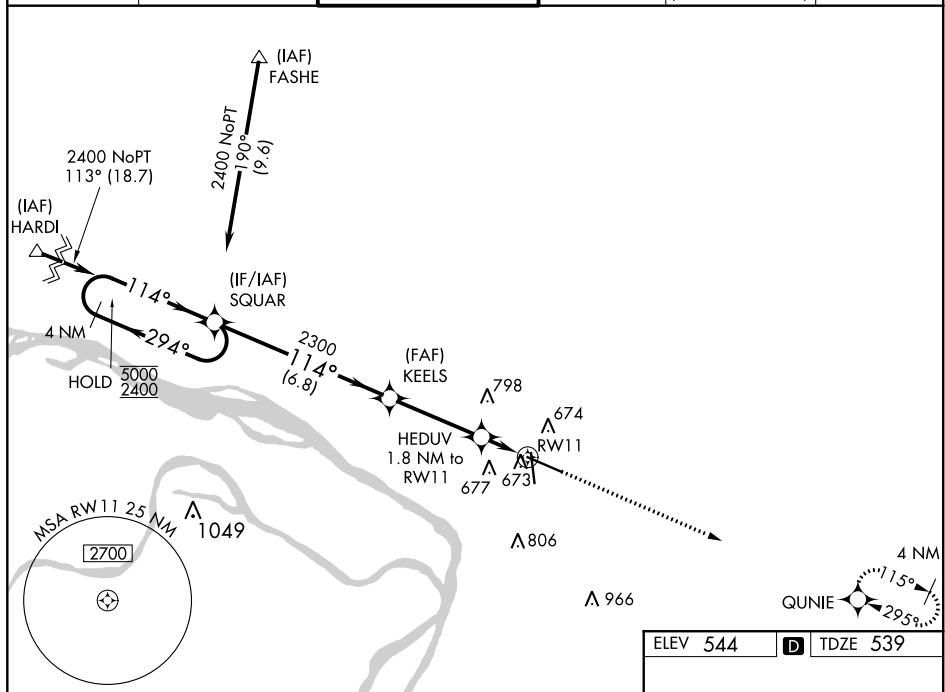 (IAF)
FASHE
2400 NoPT
190°
(9.6)
2400 NoPT
113° (18.7)
(IAF)
HARDI
114°
(IF/IAF)
SQUAR
4 NM
294°
HOLD
5000
2400
2300
114°
(6.8)
(FAF)
KEELS
798
674
HEDUV
1.8 NM to
RW11
RW11
677
673
MSA RW11 25 NM
2700
1049
806
966
4 NM
115°
QUNIE
295°
ELEV 544
D
TDZE 539